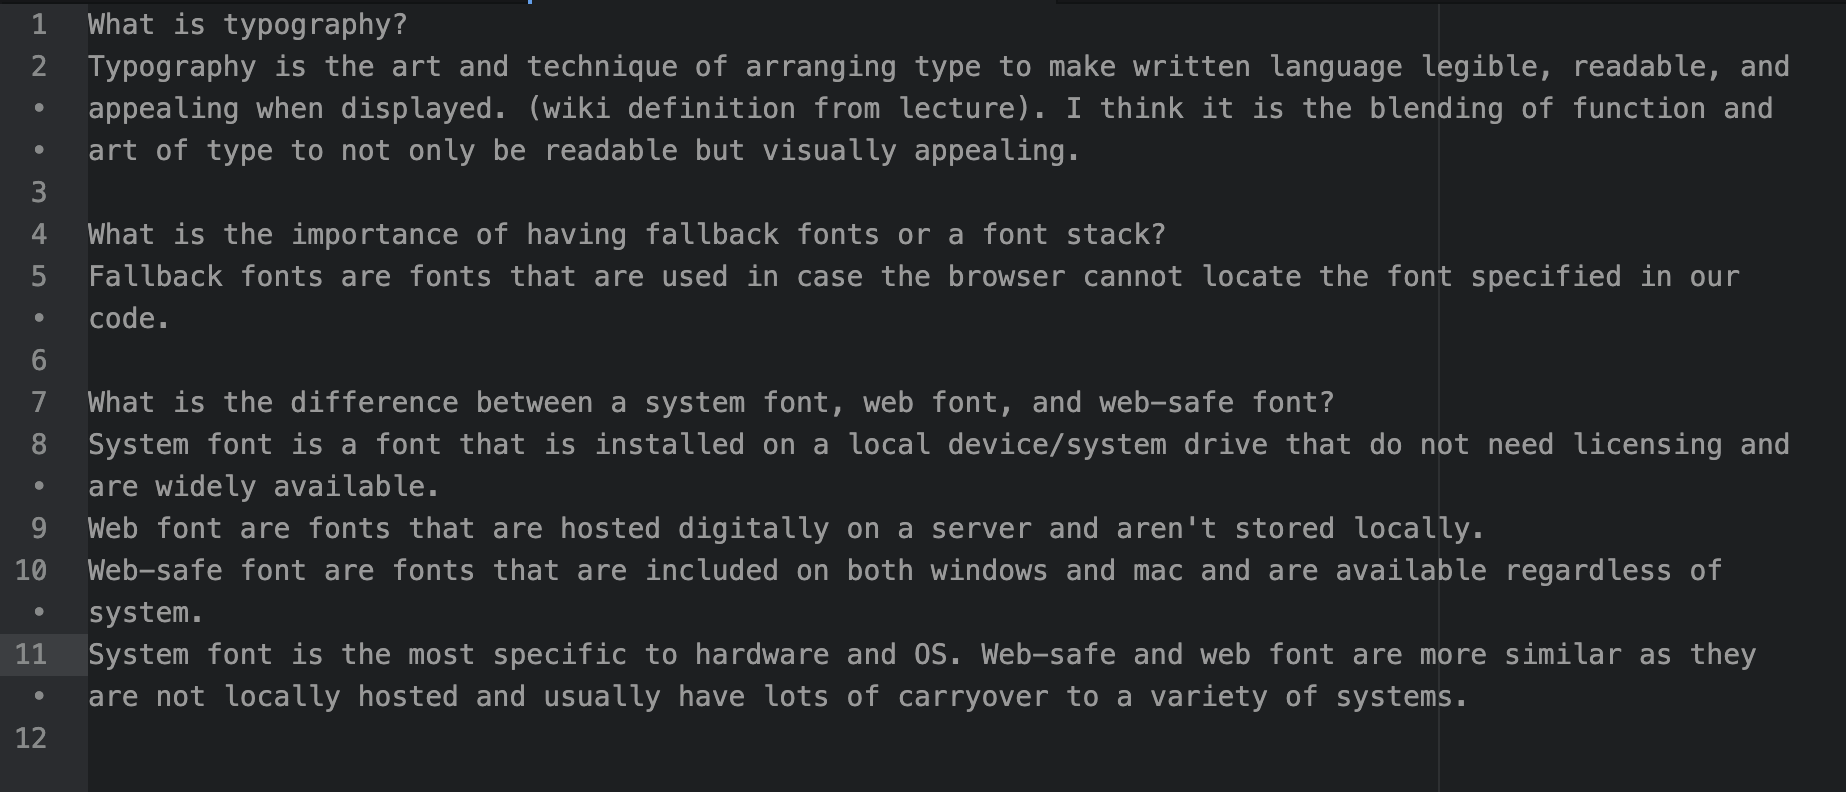 1 What is typography?
2 Typography is the art and technique of arranging type to make written language legible, readable, and
• appealing when displayed. (wiki definition from lecture). I think it is the blending of function and
• art of type to not only be readable but visually appealing.
3
4 What is the importance of having fallback fonts or a font stack?
5 Fallback fonts are fonts that are used in case the browser cannot locate the font specified in our
• code.
6
7 What is the difference between a system font, web font, and web-safe font?
8 System font is a font that is installed on a local device/system drive that do not need licensing and
• are widely available.
9 Web font are fonts that are hosted digitally on a server and aren't stored locally.
10 Web-safe font are fonts that are included on both windows and mac and are available regardless of
• system.
11 System font is the most specific to hardware and OS. Web-safe and web font are more similar as they
• are not locally hosted and usually have lots of carryover to a variety of systems.
12